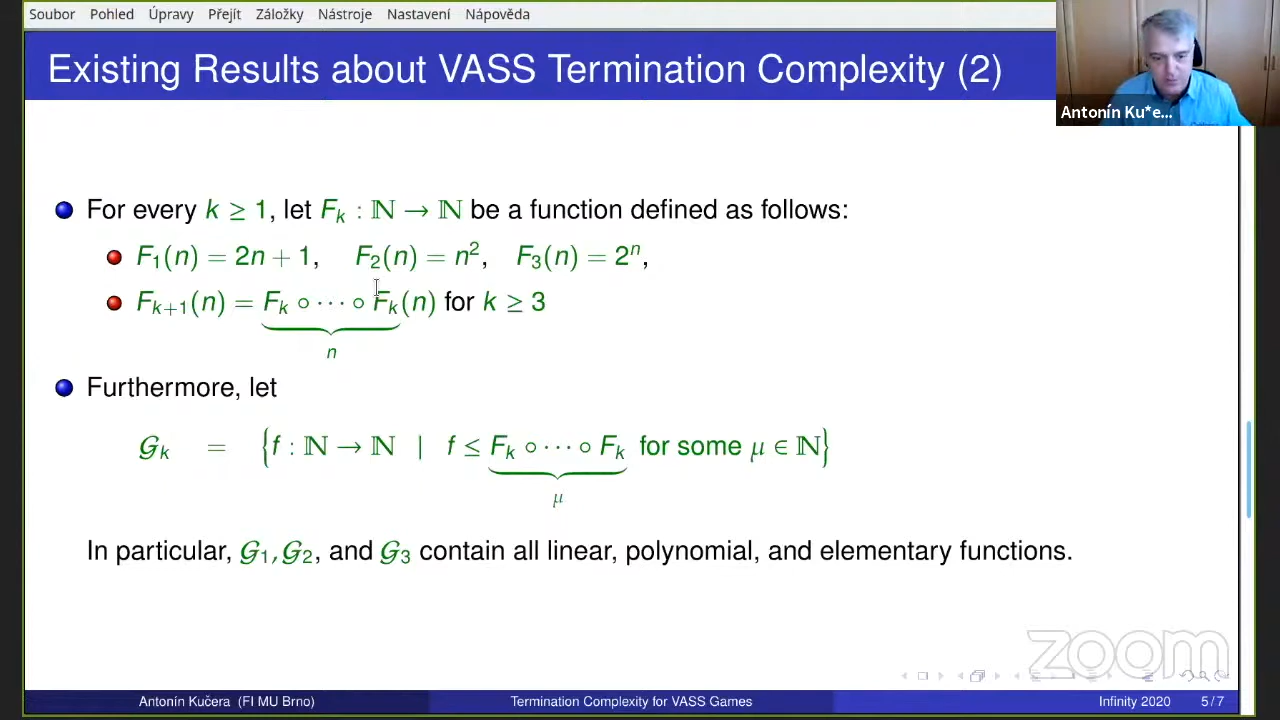 Soubor Pohled Úpravy Přejít Záložky Nástroje Nastavení Nápověda
Existing Results about VASS Termination Complexity (2)
Antonín Ku*e...
For every k ≥ 1, let F_k : ℕ → ℕ be a function defined as follows:
F_1(n) = 2n + 1, F_2(n) = n^2, F_3(n) = 2^n,
F_{k+1}(n) = F_k ∘ ⋯ ∘ F_k(n) for k ≥ 3
n
Furthermore, let
𝒢_k = {f : ℕ → ℕ | f ≤ F_k ∘ ⋯ ∘ F_k for some μ ∈ ℕ}
μ
In particular, 𝒢_1, 𝒢_2, and 𝒢_3 contain all linear, polynomial, and elementary functions.
zoom
Antonín Kučera (FI MU Brno) Termination Complexity for VASS Games Infinity 2020 5 / 7